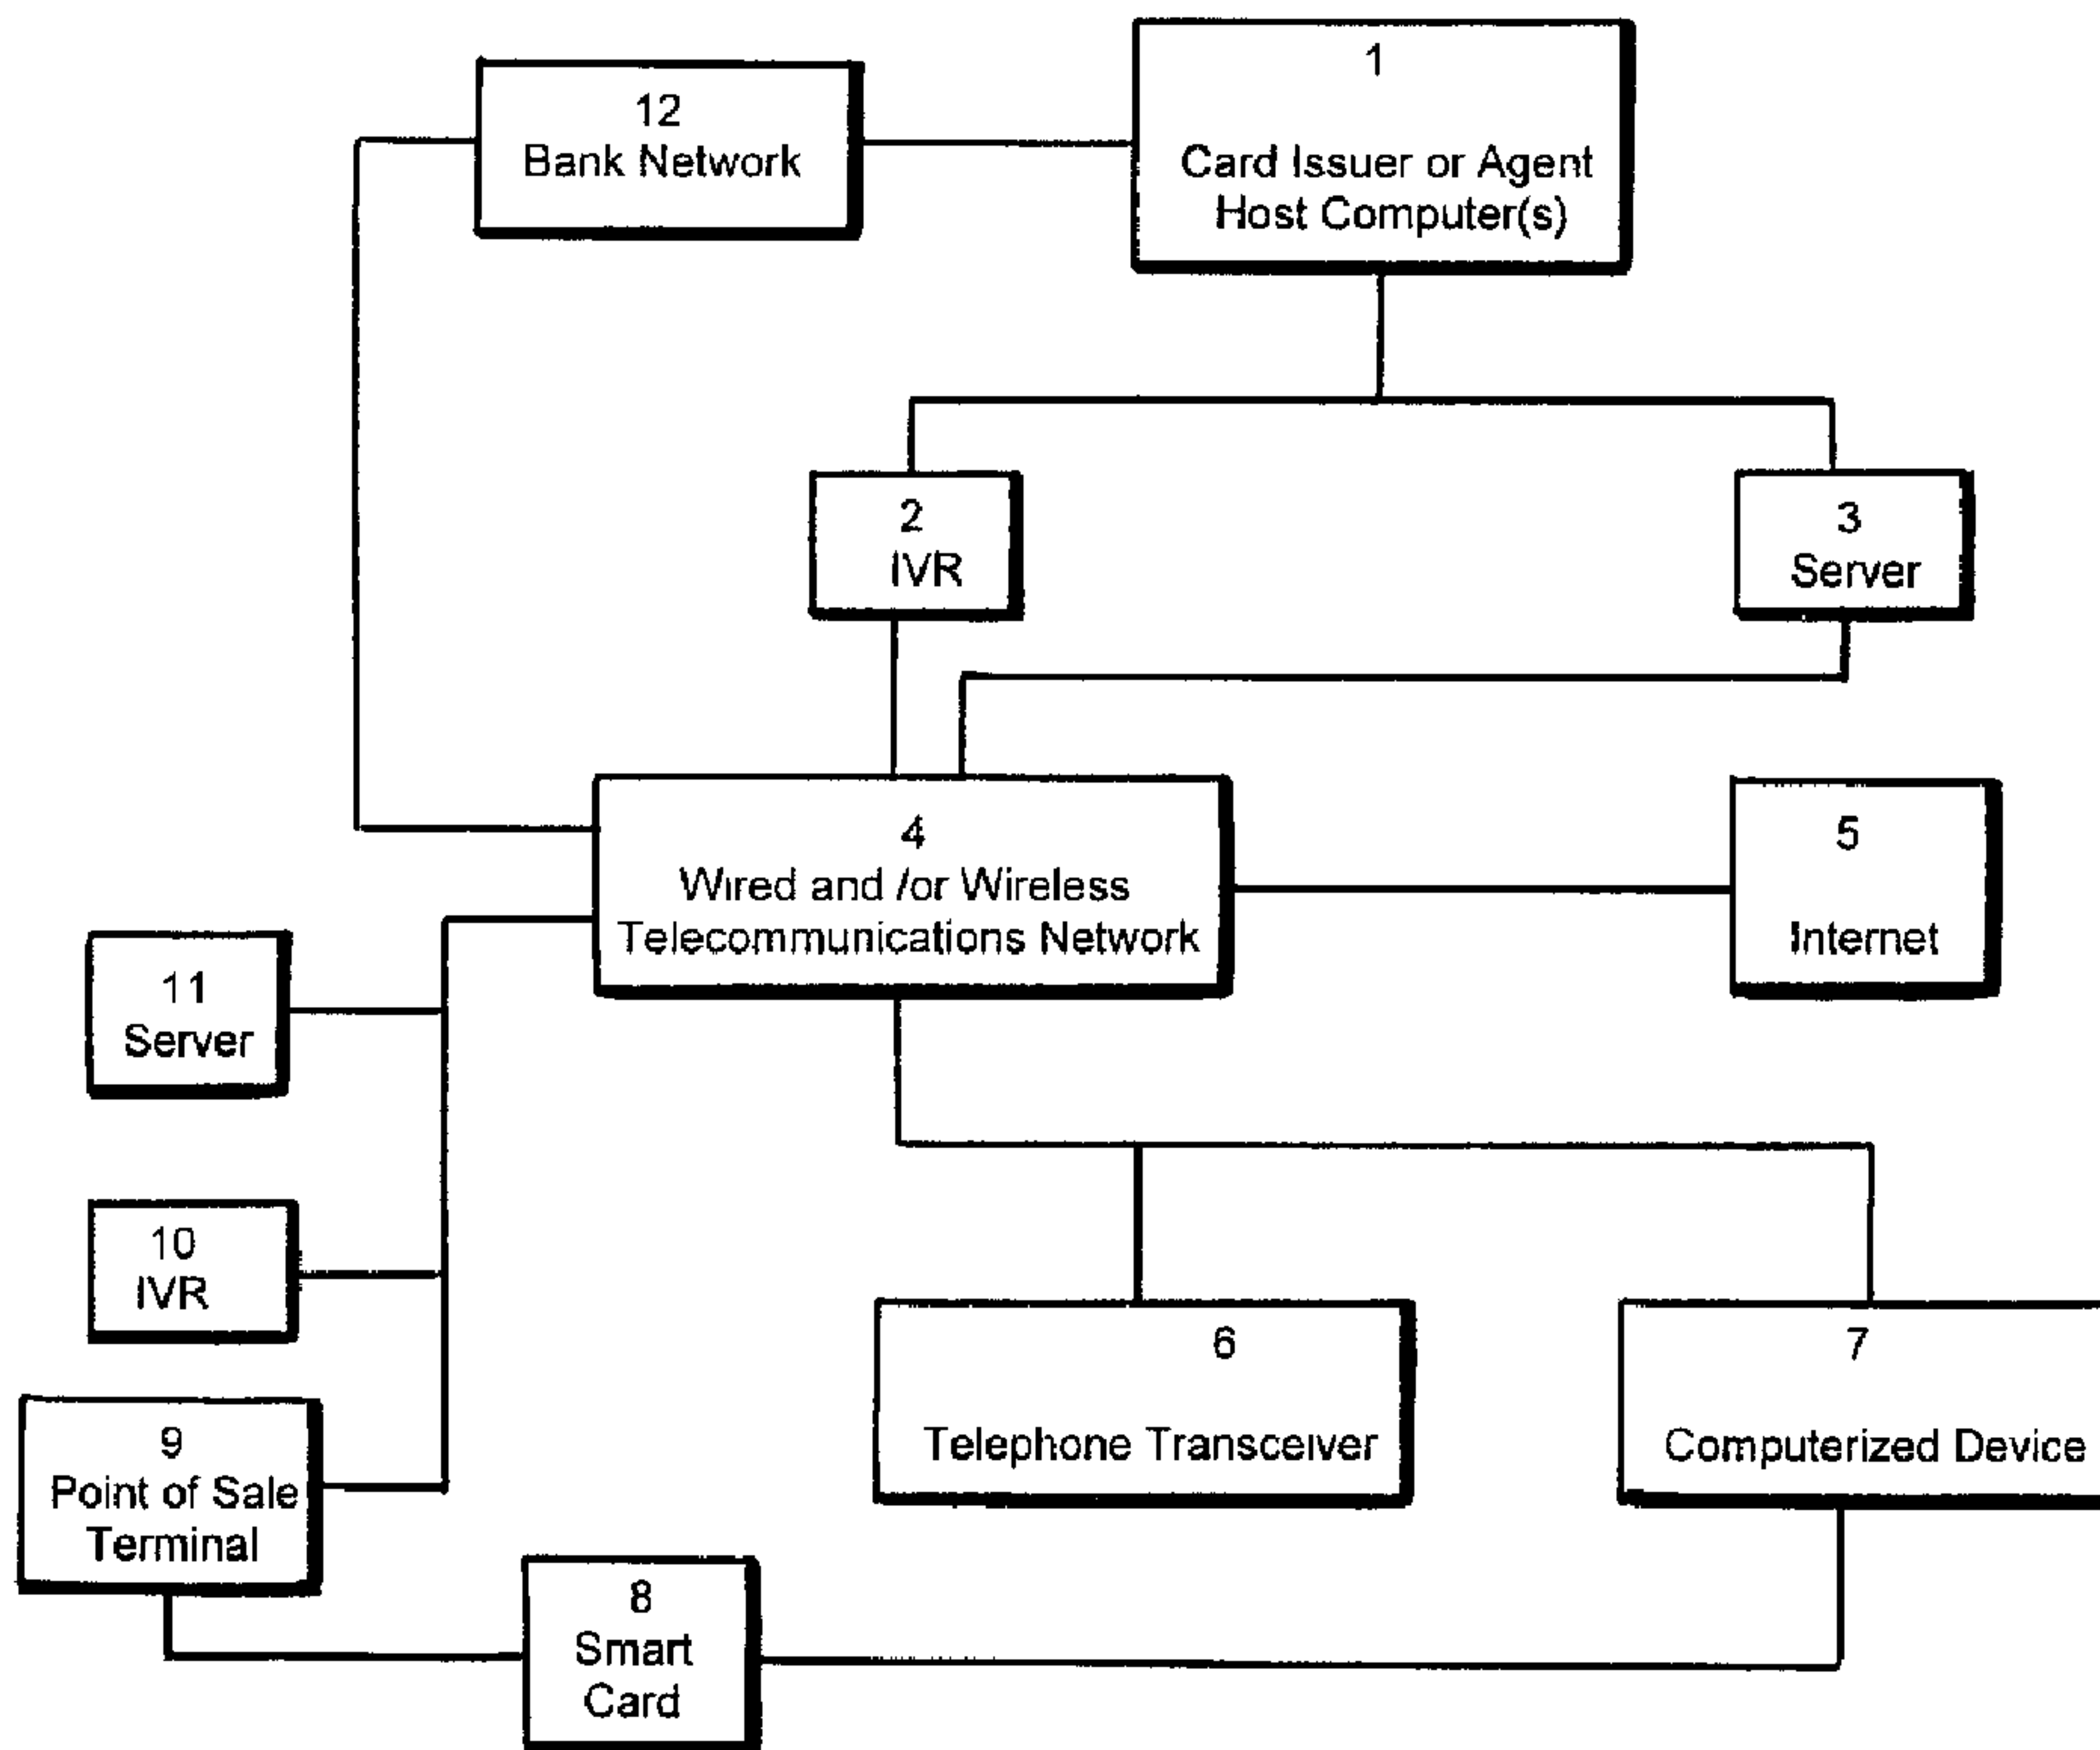 12
Bank Network
1
Card Issuer or Agent
Host Computer(s)
2
IVR
3
Server
4
Wired and /or Wireless
Telecommunications Network
5
Internet
11
Server
10
IVR
9
Point of Sale
Terminal
6
Telephone Transceiver
7
Computerized Device
8
Smart
Card